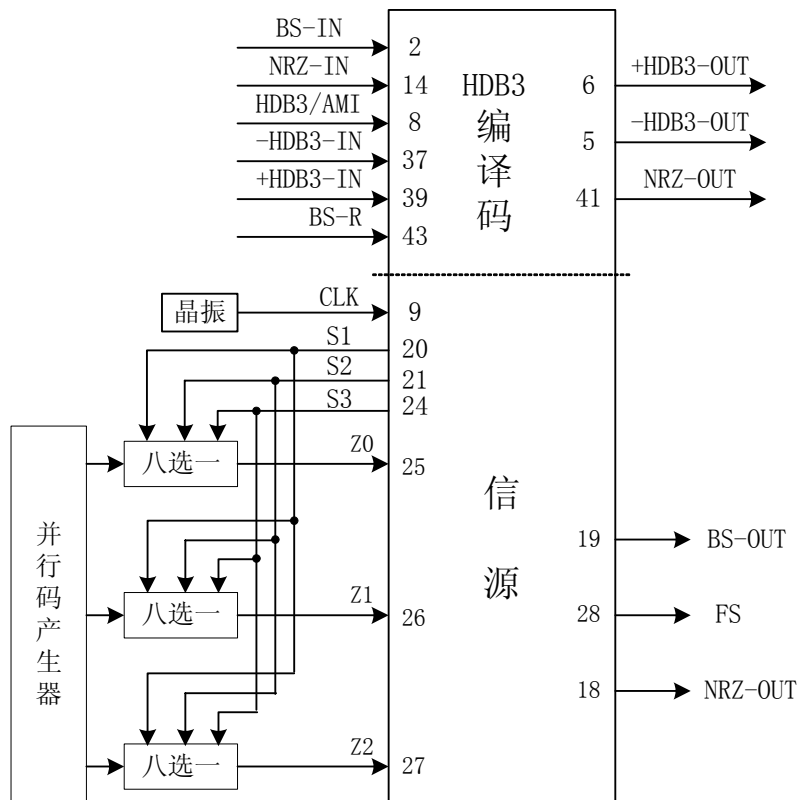 BS-IN
NRZ-IN
HDB3/AMI
-HDB3-IN
+HDB3-IN
BS-R
2
14
8
37
39
43
HDB3
编
译
码
6
5
41
+HDB3-OUT
-HDB3-OUT
NRZ-OUT
晶振
CLK
9
S1
20
S2
21
S3
24
八选一
Z0
25
八选一
Z1
26
八选一
Z2
27
并
行
码
产
生
器
信
源
19
BS-OUT
28
FS
18
NRZ-OUT